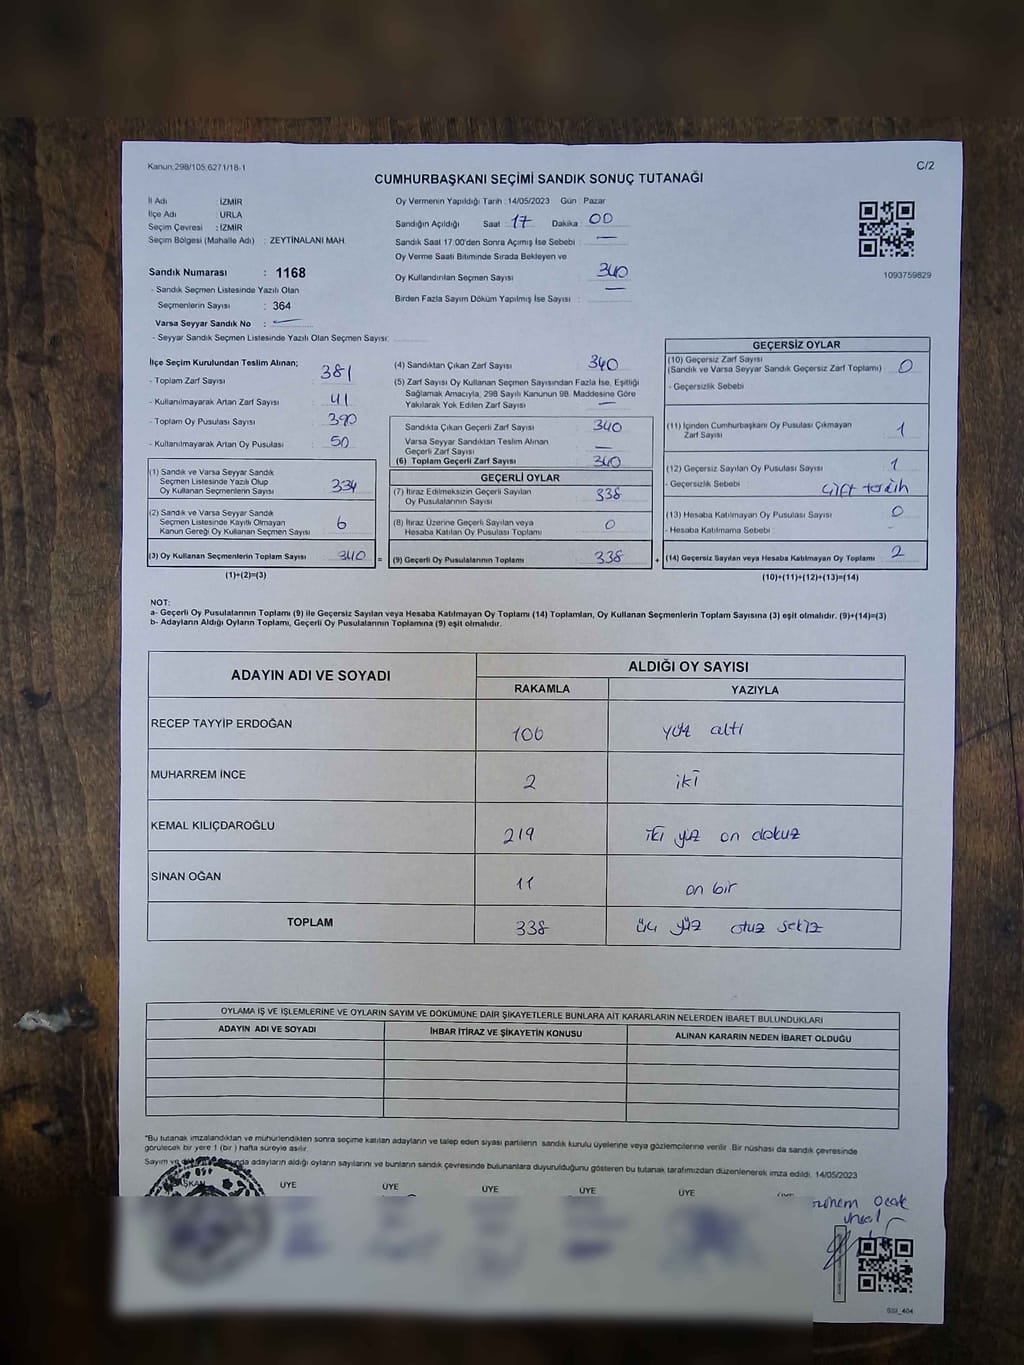 Kanun:298/105;6271/18-1
C/2
CUMHURBAŞKANI SEÇİMİ SANDIK SONUÇ TUTANAĞI
İl Adı : İZMİR
İlçe Adı : URLA
Seçim Çevresi : İZMİR
Seçim Bölgesi (Mahalle Adı) : ZEYTİNALANI MAH.
Sandık Numarası : 1168
- Sandık Seçmen Listesinde Yazılı Olan
Seçmenlerin Sayısı : 364
Varsa Seyyar Sandık No : —
- Seyyar Sandık Seçmen Listesinde Yazılı Olan Seçmen Sayısı:
Oy Vermenin Yapıldığı Tarih : 14/05/2023 Gün : Pazar
Sandığın Açıldığı Saat 17 Dakika 00
Sandık Saat 17.00'den Sonra Açımış İse Sebebi : —
Oy Verme Saati Bitiminde Sırada Bekleyen ve
Oy Kullandırılan Seçmen Sayısı : 340
Birden Fazla Sayım Döküm Yapılmış İse Sayısı : —
1093759829
İlçe Seçim Kurulundan Teslim Alınan;
- Toplam Zarf Sayısı : 381
- Kullanılmayarak Artan Zarf Sayısı : 41
- Toplam Oy Pusulası Sayısı : 390
- Kullanılmayarak Artan Oy Pusulası : 50
(1) Sandık ve Varsa Seyyar Sandık
Seçmen Listesinde Yazılı Olup
Oy Kullanan Seçmenlerin Sayısı : 334
(2) Sandık ve Varsa Seyyar Sandık
Seçmen Listesinde Kayıtlı Olmayan
Kanun Gereği Oy Kullanan Seçmen Sayısı : 6
(3) Oy Kullanan Seçmenlerin Toplam Sayısı : 340 =
(1)+(2)=(3)
(4) Sandıktan Çıkan Zarf Sayısı : 340
(5) Zarf Sayısı Oy Kullanan Seçmen Sayısından Fazla İse, Eşitliği
Sağlamak Amacıyla, 298 Sayılı Kanunun 98. Maddesine Göre
Yakılarak Yok Edilen Zarf Sayısı : —
Sandıkta Çıkan Geçerli Zarf Sayısı : 340
Varsa Seyyar Sandıktan Teslim Alınan
Geçerli Zarf Sayısı : —
(6) Toplam Geçerli Zarf Sayısı : 340
GEÇERLİ OYLAR
(7) İtiraz Edilmeksizin Geçerli Sayılan
Oy Pusulalarının Sayısı : 338
(8) İtiraz Üzerine Geçerli Sayılan veya
Hesaba Katılan Oy Pusulası Toplamı : 0
(9) Geçerli Oy Pusulalarının Toplamı : 338 +
GEÇERSİZ OYLAR
(10) Geçersiz Zarf Sayısı
(Sandık ve Varsa Seyyar Sandık Geçersiz Zarf Toplamı) : 0
- Geçersizlik Sebebi :
(11) İçinden Cumhurbaşkanı Oy Pusulası Çıkmayan
Zarf Sayısı : 1
(12) Geçersiz Sayılan Oy Pusulası Sayısı : 1
- Geçersizlik Sebebi : Çift tercih
(13) Hesaba Katılmayan Oy Pusulası Sayısı : 0
- Hesaba Katılmama Sebebi :
(14) Geçersiz Sayılan veya Hesaba Katılmayan Oy Toplamı : 2
(10)+(11)+(12)+(13)=(14)
NOT:
a- Geçerli Oy Pusulalarının Toplamı (9) ile Geçersiz Sayılan veya Hesaba Katılmayan Oy Toplamı (14) Toplamları, Oy Kullanan Seçmenlerin Toplam Sayısına (3) eşit olmalıdır. (9)+(14)=(3)
b- Adayların Aldığı Oyların Toplamı, Geçerli Oy Pusulalarının Toplamına (9) eşit olmalıdır.
ADAYIN ADI VE SOYADI ALDIĞI OY SAYISI
RAKAMLA YAZIYLA
RECEP TAYYİP ERDOĞAN 106 yüz altı
MUHARREM İNCE 2 iki
KEMAL KILIÇDAROĞLU 219 iki yüz on dokuz
SİNAN OĞAN 11 on bir
TOPLAM 338 üç yüz otuz sekiz
OYLAMA İŞ VE İŞLEMLERİNE VE OYLARIN SAYIM VE DÖKÜMÜNE DAİR ŞİKAYETLERLE BUNLARA AİT KARARLARIN NELERDEN İBARET BULUNDUKLARI
ADAYIN ADI VE SOYADI İHBAR İTİRAZ VE ŞİKAYETİN KONUSU ALINAN KARARIN NEDEN İBARET OLDUĞU
*Bu tutanak imzalandıktan ve mühürlendikten sonra seçime katılan adayların ve talep eden siyasi partilerin sandık kurulu üyelerine veya gözlemcilerine verilir. Bir nüshası da sandık çevresinde
görülecek bir yere 1 (bir) hafta süreyle asılır.
Sayım ve adayların aldığı oyların sayılarını ve bunların sandık çevresinde bulunanlara duyurulduğunu gösteren bu tutanak tarafımızdan düzenlenerek imza edildi. 14/05/2023
BAŞKAN ÜYE ÜYE ÜYE ÜYE ÜYE
Ocak
SSI_404